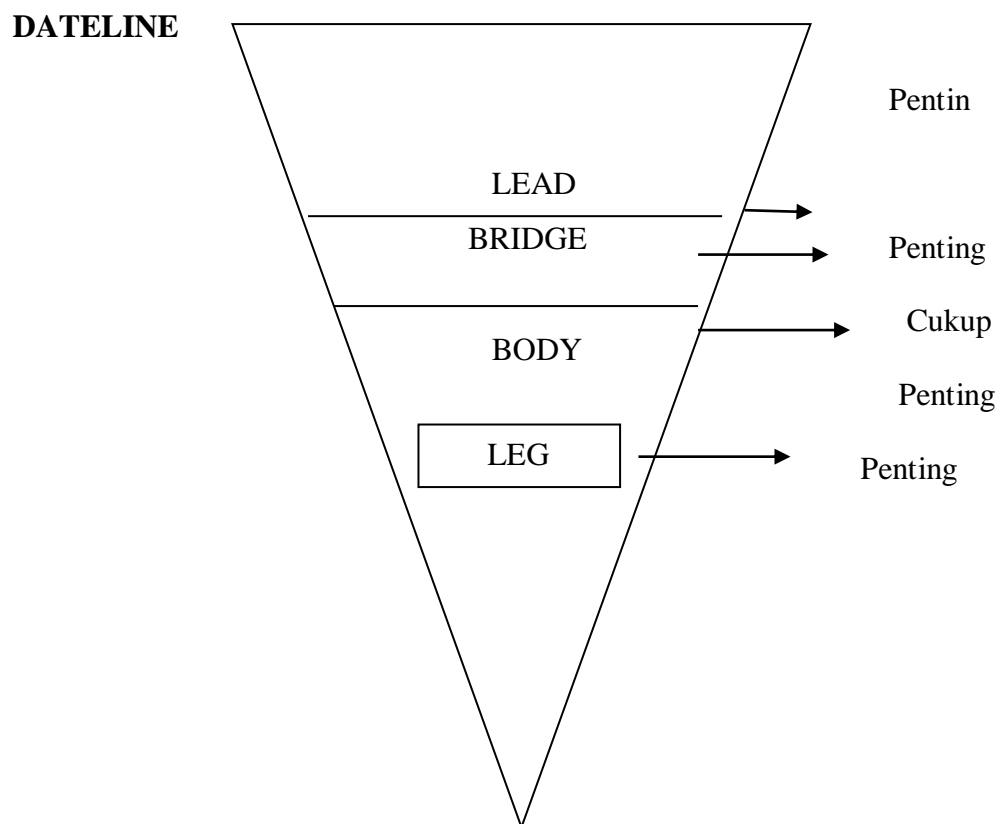 DATELINE
Pentin
LEAD
BRIDGE
Penting
Cukup
BODY
Penting
LEG
Penting